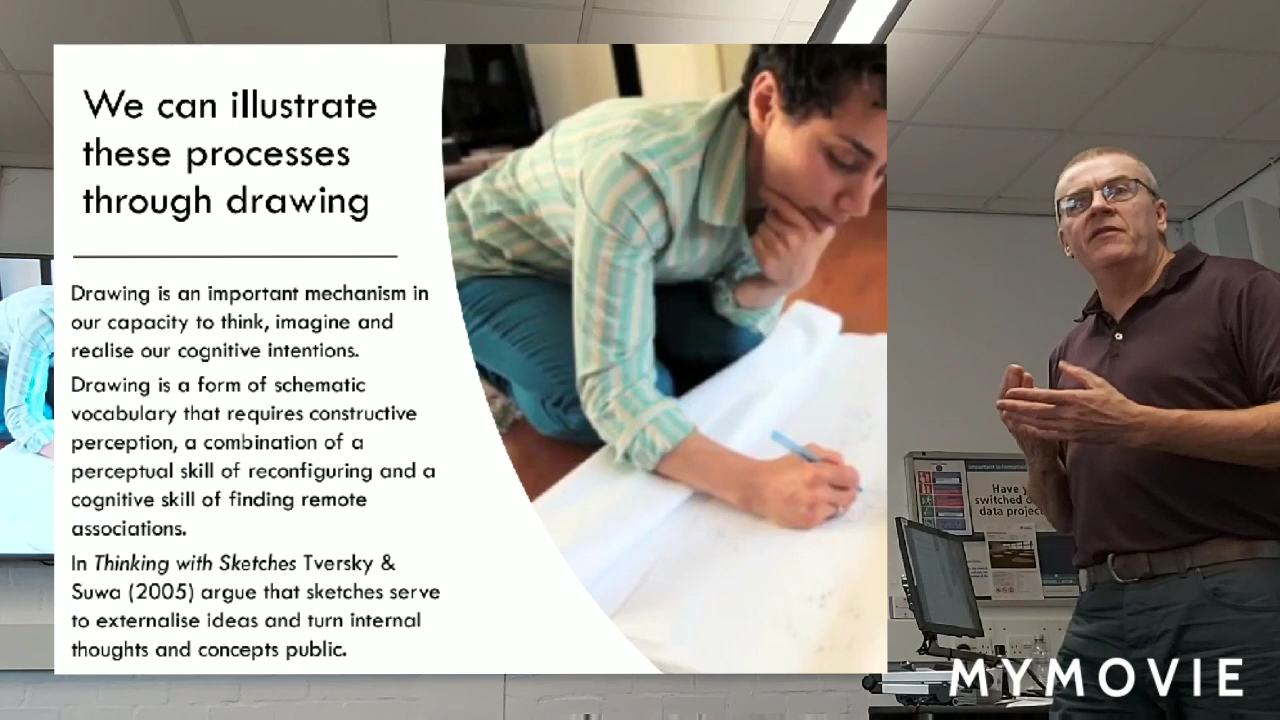 We can illustrate
these processes
through drawing
Drawing is an important mechanism in
our capacity to think, imagine and
realise our cognitive intentions.
Drawing is a form of schematic
vocabulary that requires constructive
perception, a combination of a
perceptual skill of reconfiguring and a
cognitive skill of finding remote
associations.
In Thinking with Sketches Tversky &
Suwa (2005) argue that sketches serve
to externalise ideas and turn internal
thoughts and concepts public.
Important
Have
switched
data
MYMOVIE